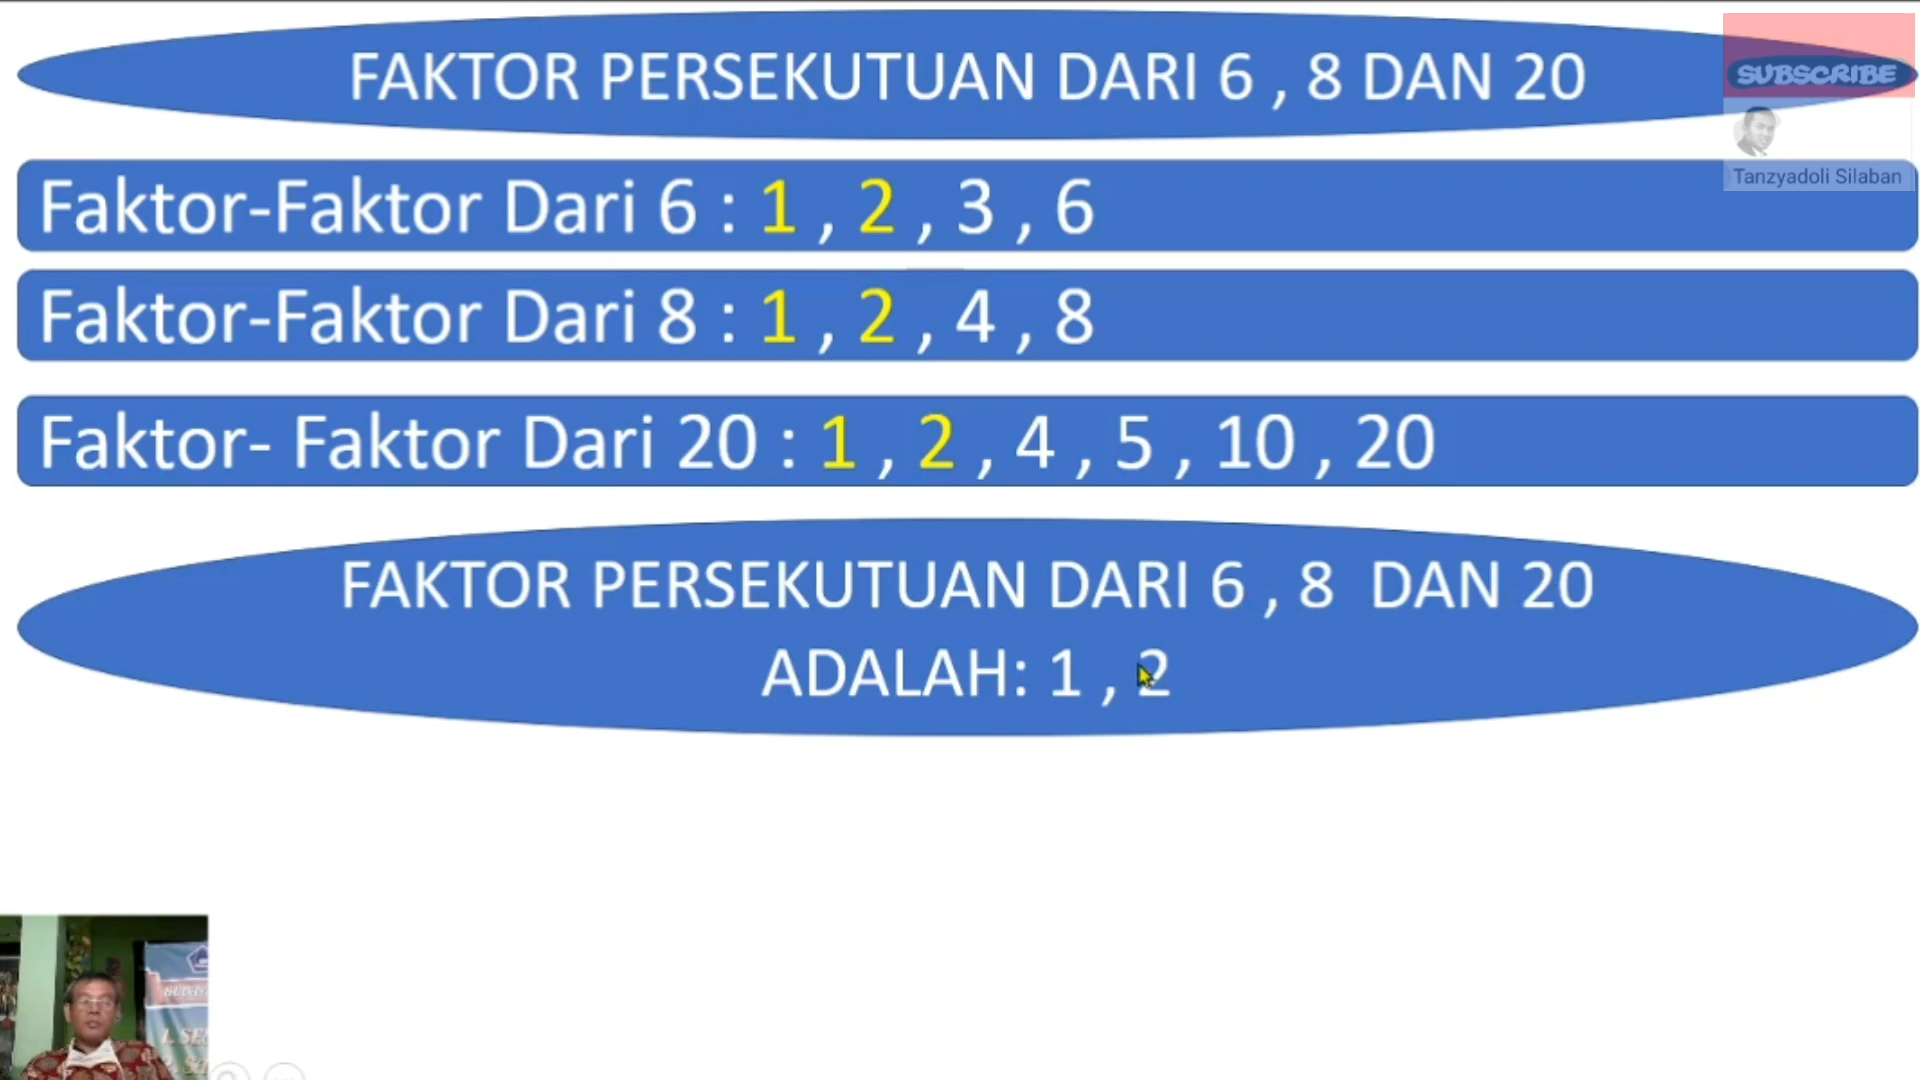 FAKTOR PERSEKUTUAN DARI 6 , 8 DAN 20
SUBSCRIBE
Tanzyadoli Silaban
Faktor-Faktor Dari 6 : 1 , 2 , 3 , 6
Faktor-Faktor Dari 8 : 1 , 2 , 4 , 8
Faktor- Faktor Dari 20 : 1 , 2 , 4 , 5 , 10 , 20
FAKTOR PERSEKUTUAN DARI 6 , 8 DAN 20
ADALAH: 1 , 2